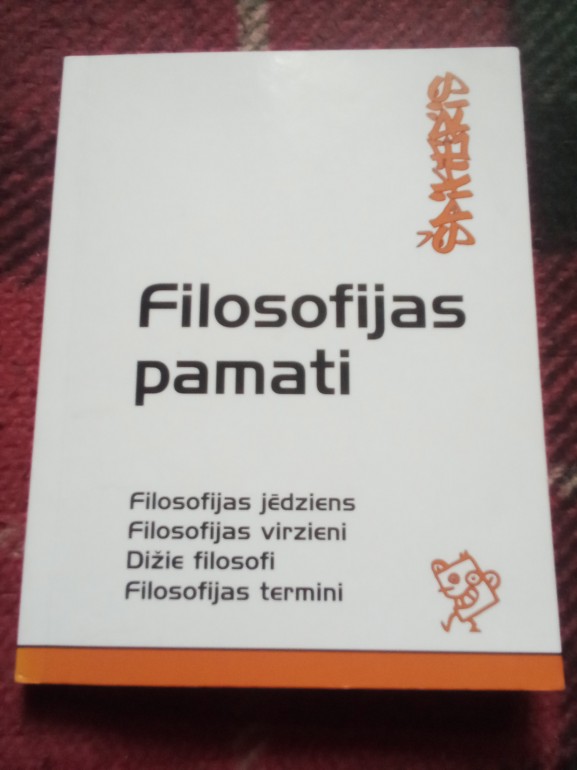 Filosofijas
pamati
Filosofijas jēdziens
Filosofijas virzieni
Dižie filosofi
Filosofijas termini